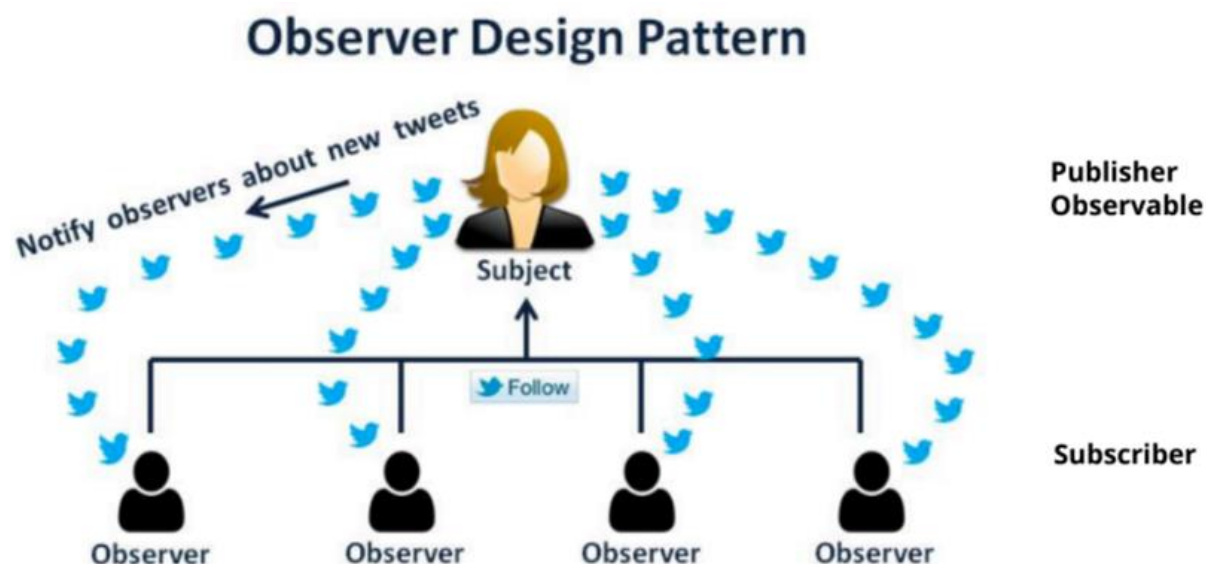 Observer Design Pattern
Notify observers about new tweets
Publisher
Observable
Subject
Follow
Subscriber
Observer
Observer
Observer
Observer